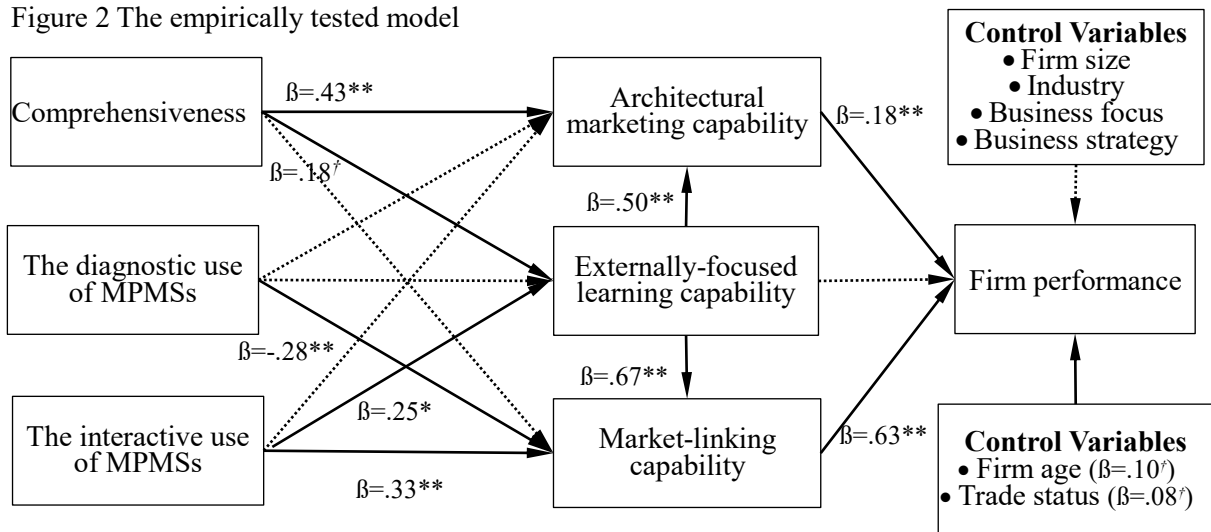 Figure 2 The empirically tested model
Comprehensiveness
The diagnostic use
of MPMSs
The interactive use
of MPMSs
ß=.43**
ß=.18†
ß=-.28**
ß=.25*
ß=.33**
Architectural
marketing capability
ß=.50**
Externally-focused
learning capability
ß=.67**
Market-linking
capability
ß=.18**
ß=.63**
Control Variables
• Firm size
• Industry
• Business focus
• Business strategy
Firm performance
Control Variables
• Firm age (ß=.10†)
• Trade status (ß=.08†)